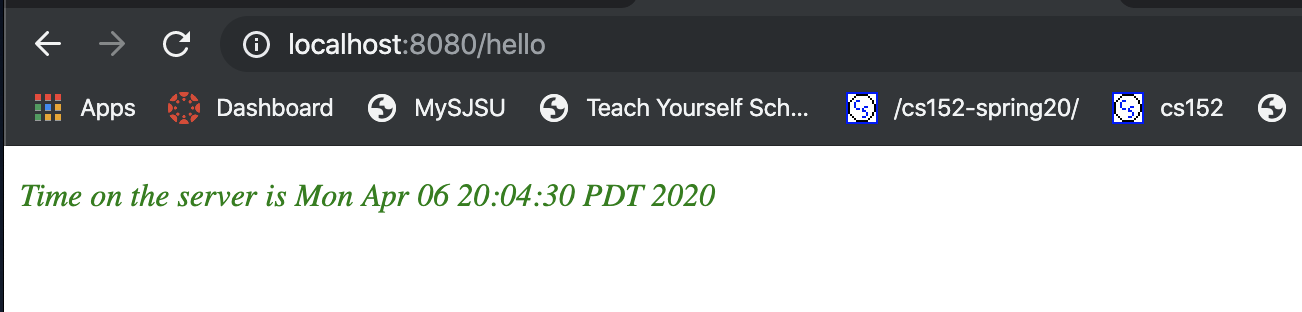 localhost:8080/hello
Apps Dashboard MySJSU Teach Yourself Sch... /cs152-spring20/ cs152
Time on the server is Mon Apr 06 20:04:30 PDT 2020